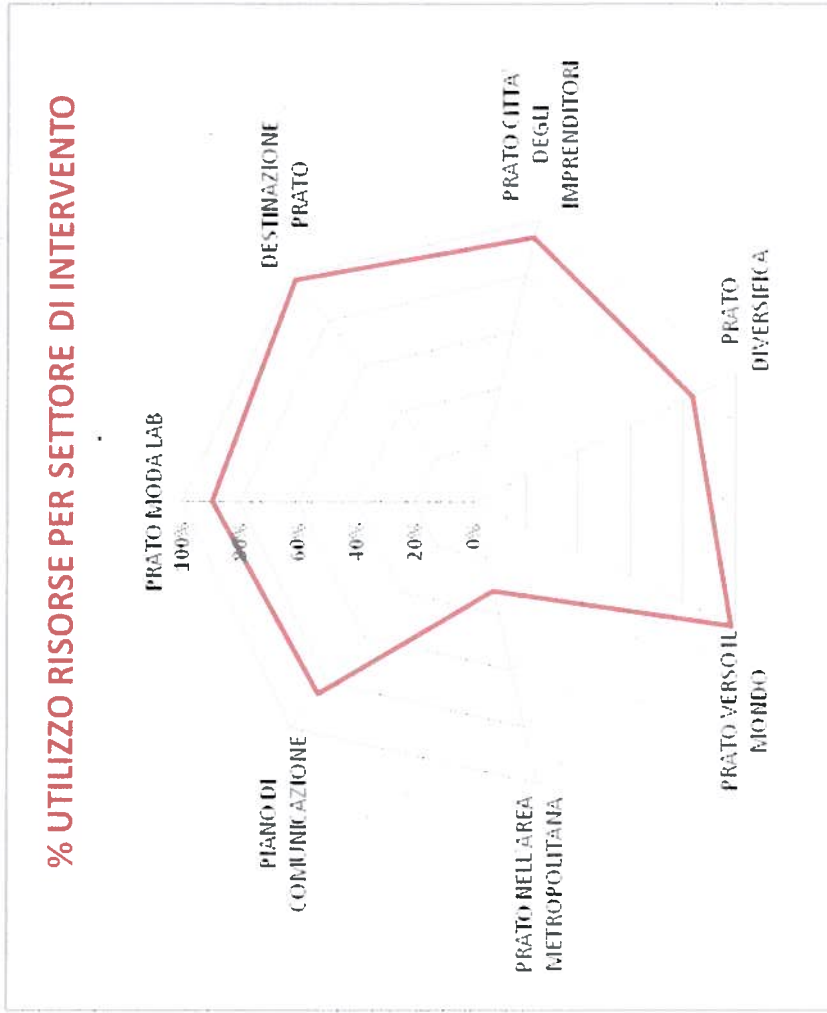 % UTILIZZO RISORSE PER SETTORE DI INTERVENTO
PRATO MODA LAB
100%
80%
60%
40%
20%
0%
DESTINAZIONE
PRATO
PRATO CITTA'
DEGLI
IMPRENDITORI
PRATO
DIVERSIFICA
PRATO VERSO IL
MONDO
PRATO NELL'AREA
METROPOLITANA
PIANO DI
COMUNICAZIONE